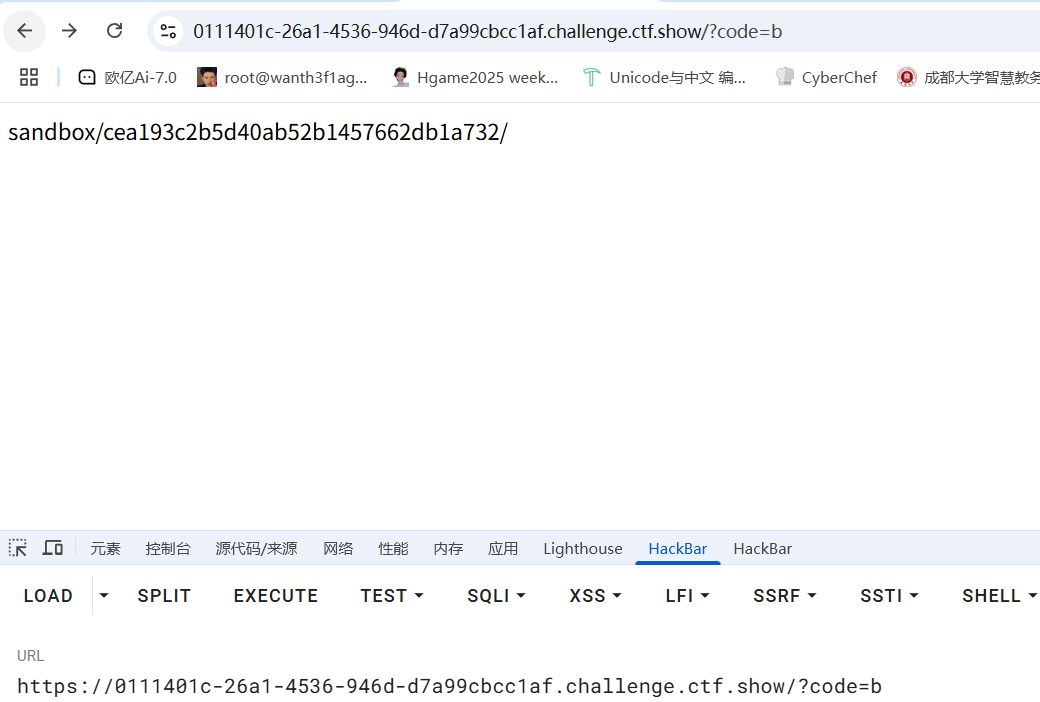 0111401c-26a1-4536-946d-d7a99cbcc1af.challenge.ctf.show/?code=b
欧亿Ai-7.0 root@wanth3f1ag... Hgame2025 week... Unicode与中文 编... CyberChef 成都大学智慧教务
sandbox/cea193c2b5d40ab52b1457662db1a732/
元素 控制台 源代码/来源 网络 性能 内存 应用 Lighthouse HackBar HackBar
LOAD SPLIT EXECUTE TEST SQLI XSS LFI SSRF SSTI SHELL
URL
https://0111401c-26a1-4536-946d-d7a99cbcc1af.challenge.ctf.show/?code=b